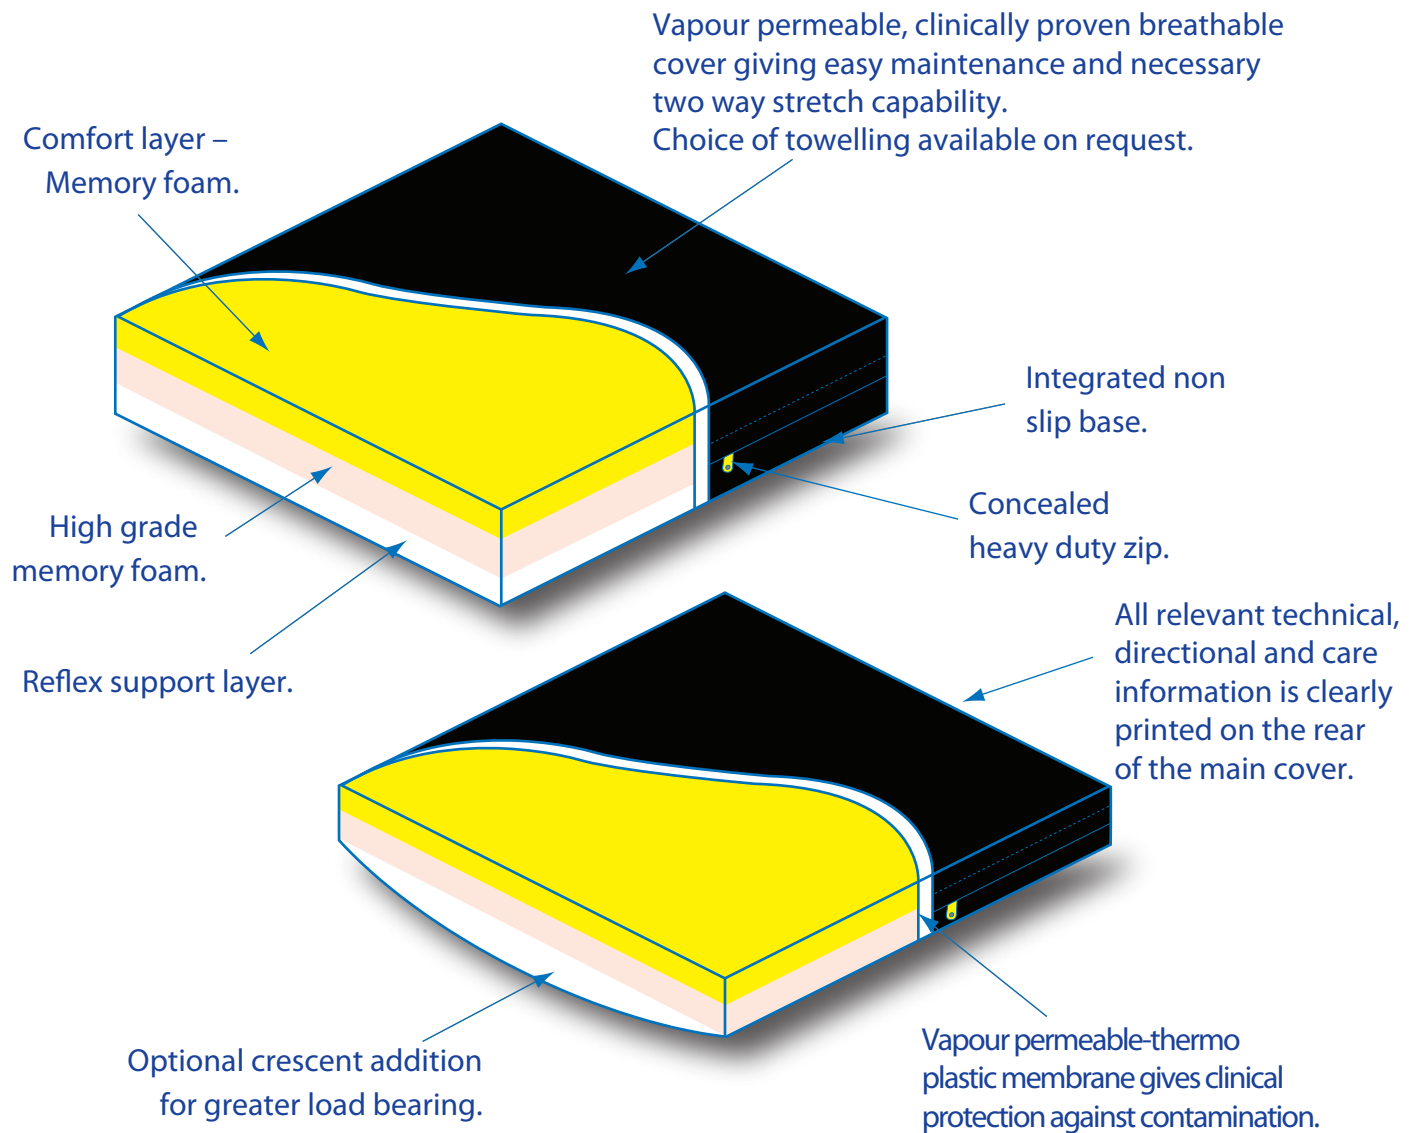 Vapour permeable, clinically proven breathable
cover giving easy maintenance and necessary
two way stretch capability.
Choice of towelling available on request.
Comfort layer –
Memory foam.
Integrated non
slip base.
Concealed
heavy duty zip.
High grade
memory foam.
Reflex support layer.
All relevant technical,
directional and care
information is clearly
printed on the rear
of the main cover.
Optional crescent addition
for greater load bearing.
Vapour permeable-thermo
plastic membrane gives clinical
protection against contamination.